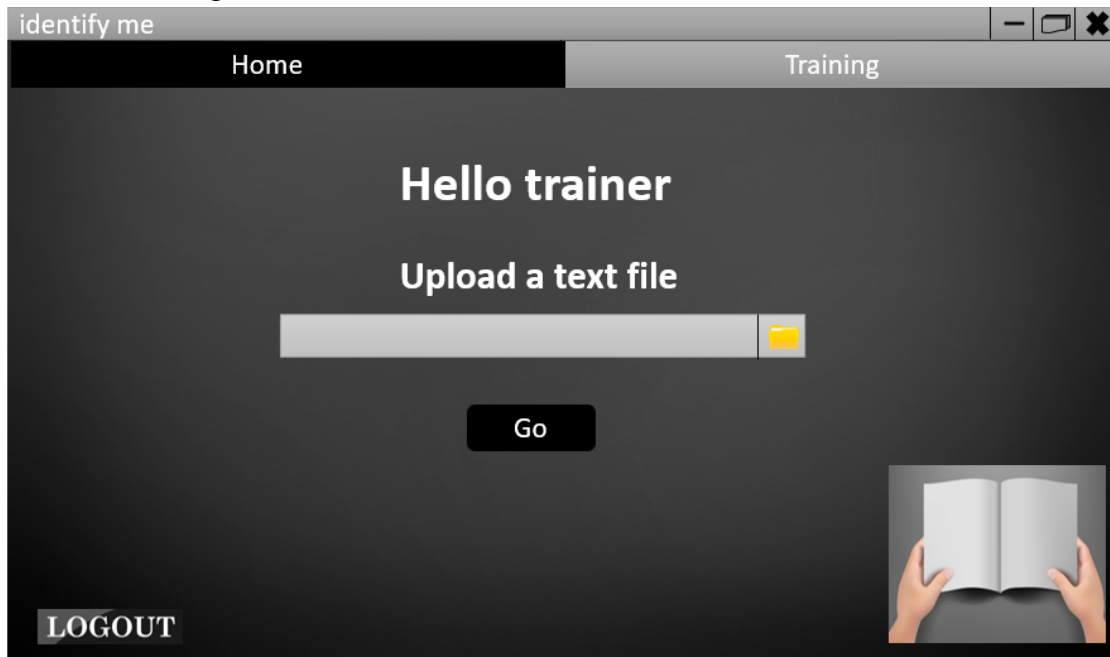 identify me
Home
Training
Hello trainer
Upload a text file
Go
LOGOUT